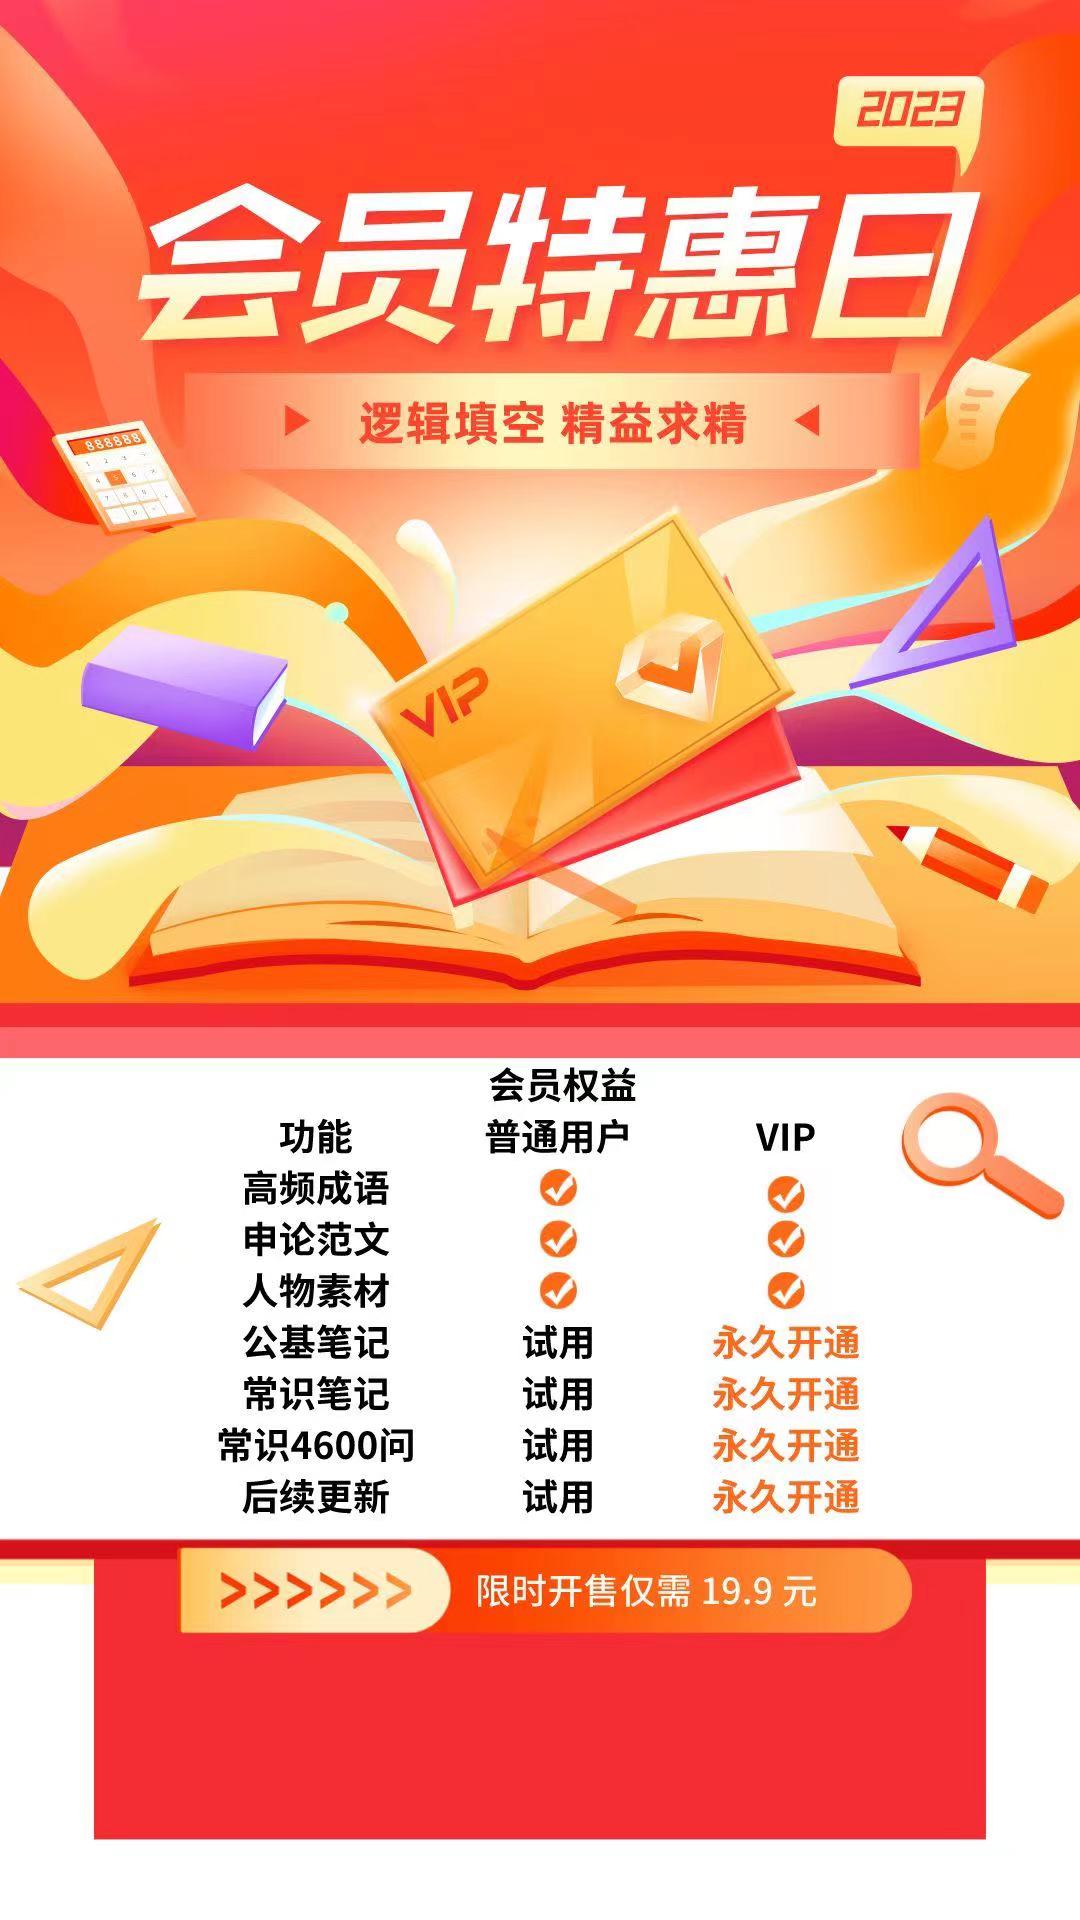 2023
会员特惠日
逻辑填空 精益求精
888888
VIP
会员权益
功能 普通用户 VIP
高频成语
申论范文
人物素材
公基笔记 试用 永久开通
常识笔记 试用 永久开通
常识4600问 试用 永久开通
后续更新 试用 永久开通
>>>>>> 限时开售仅需 19.9 元